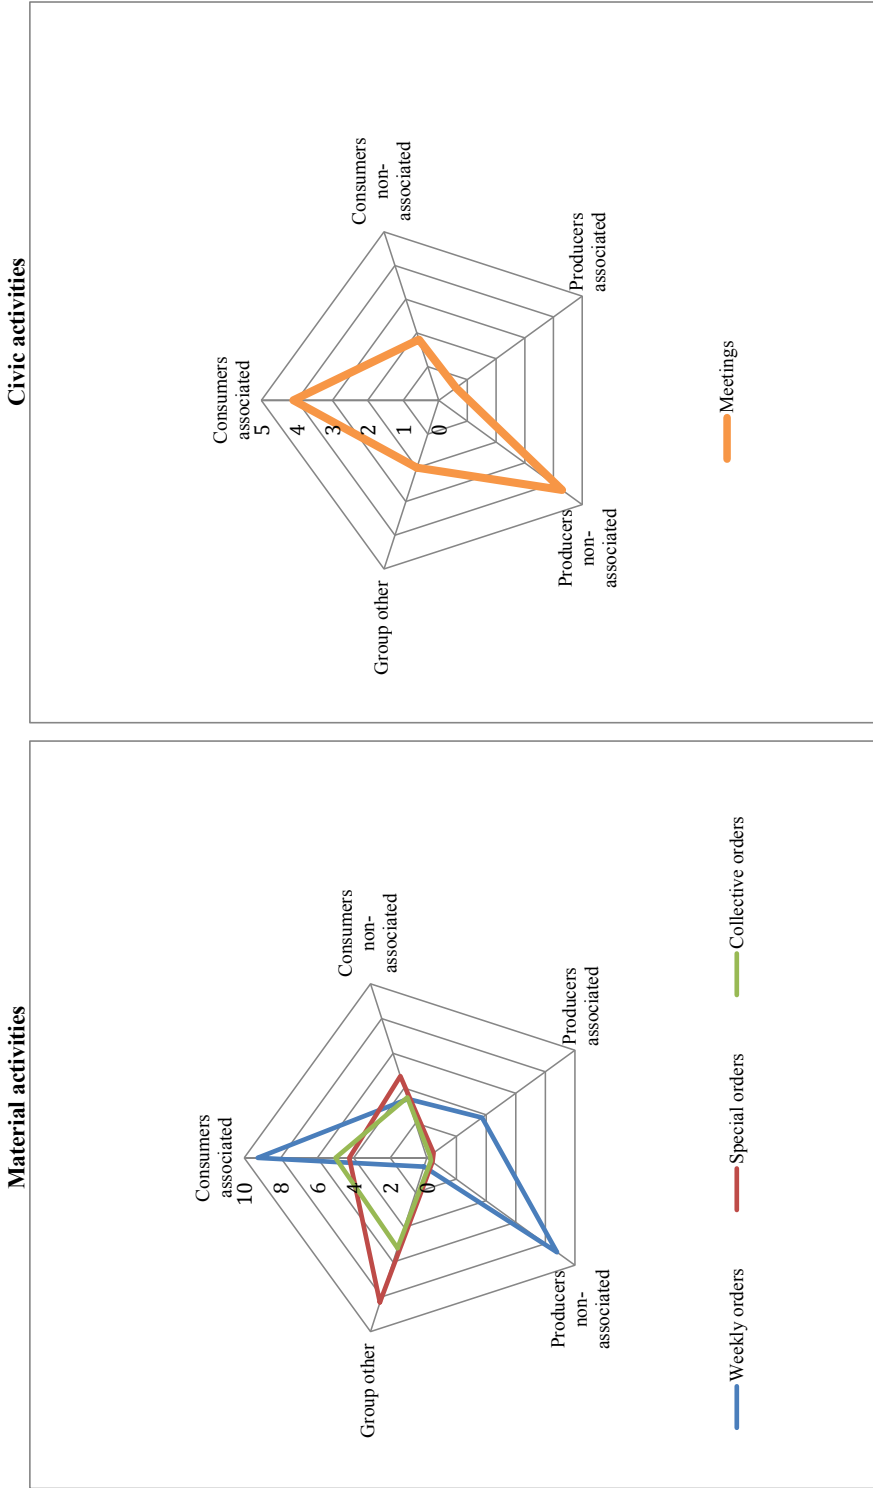 Material activities
Consumers
associated
10
8
6
4
2
0
Consumers
non-
associated
Producers
associated
Producers
non-
associated
Group other
Weekly orders
Special orders
Collective orders
Civic activities
Consumers
associated
5
4
3
2
1
0
Consumers
non-
associated
Producers
associated
Producers
non-
associated
Group other
Meetings